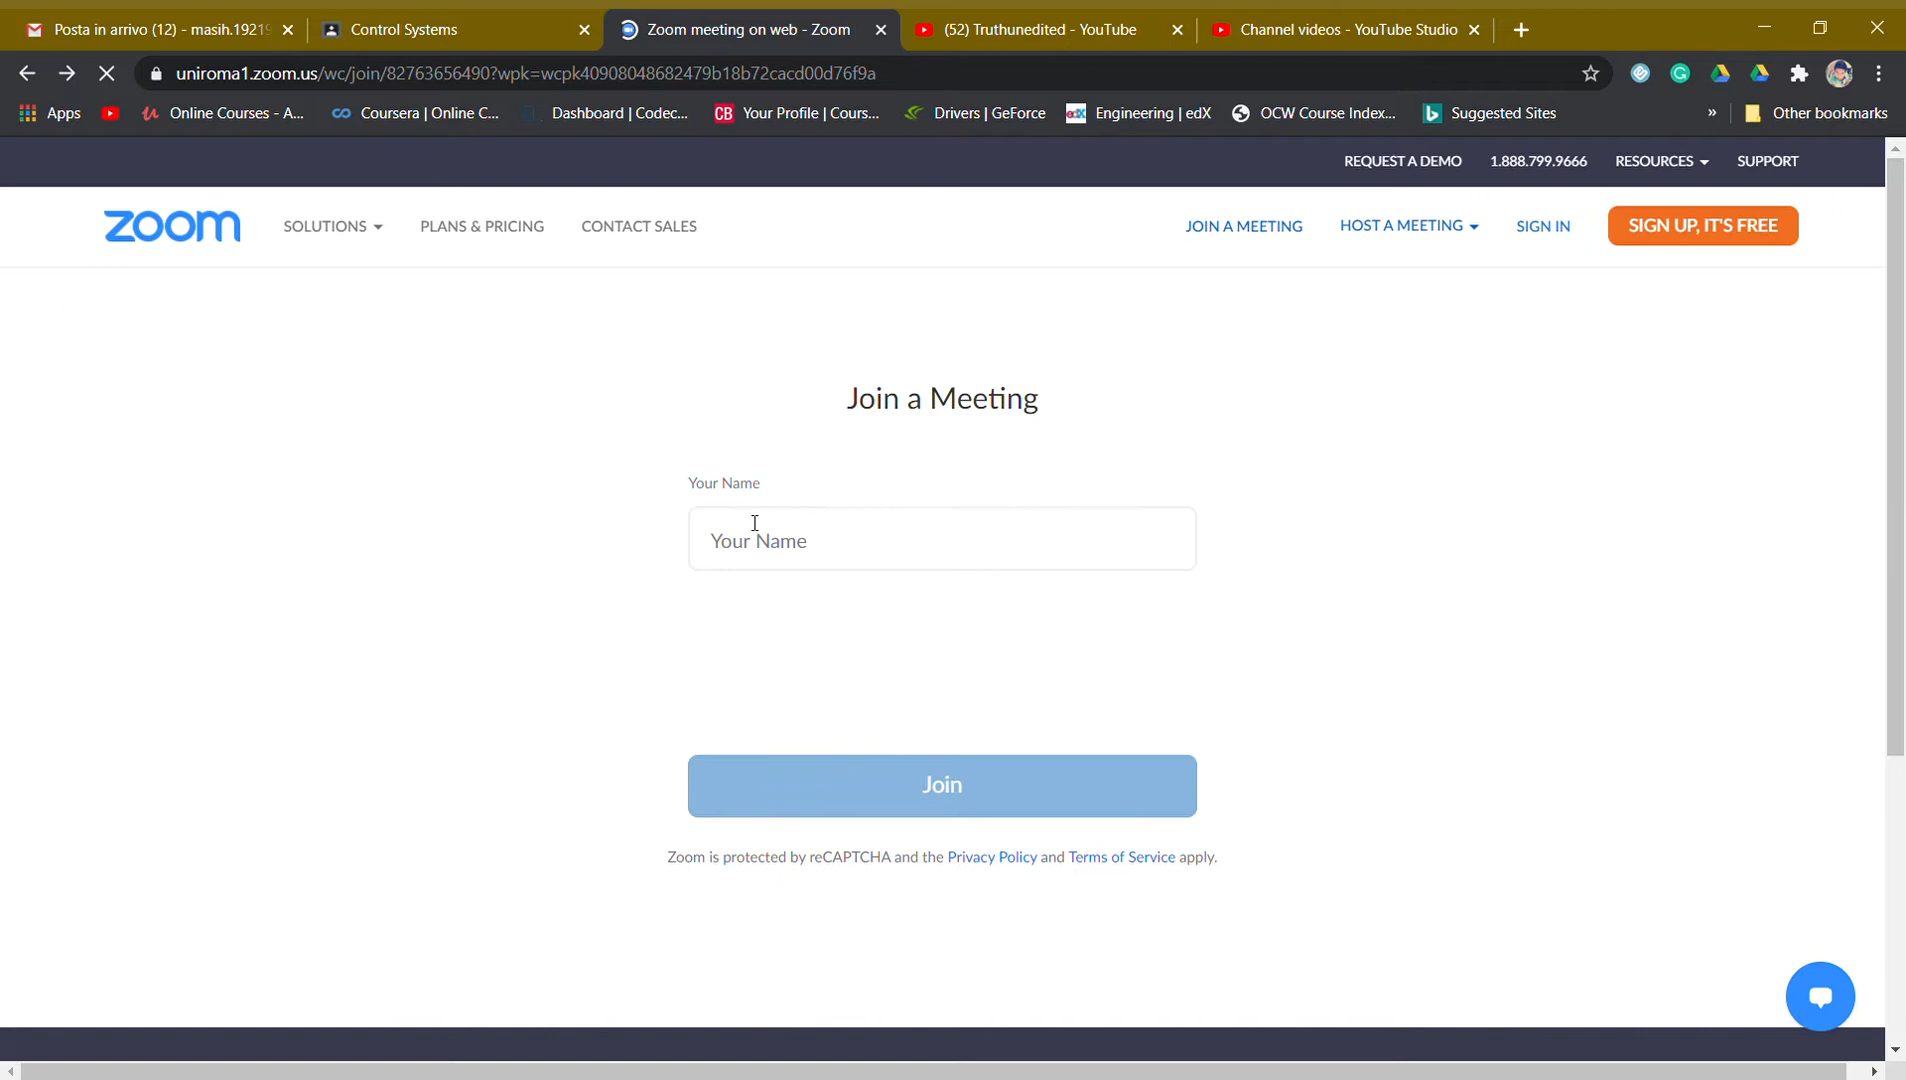 Posta in arrivo (12) - masih.19219
Control Systems
Zoom meeting on web - Zoom
(52) Truthunedited - YouTube
Channel videos - YouTube Studio
uniroma1.zoom.us/wc/join/82763656490?wpk=wcpk40908048682479b18b72cacd00d76f9a
Apps
Online Courses - A...
Coursera | Online C...
Dashboard | Codec...
CB
Your Profile | Cours...
Drivers | GeForce
edX
Engineering | edX
OCW Course Index...
Suggested Sites
»
Other bookmarks
REQUEST A DEMO
1.888.799.9666
RESOURCES
SUPPORT
zoom
SOLUTIONS
PLANS & PRICING
CONTACT SALES
JOIN A MEETING
HOST A MEETING
SIGN IN
SIGN UP, IT'S FREE
Join a Meeting
Your Name
Your Name
Join
Zoom is protected by reCAPTCHA and the Privacy Policy and Terms of Service apply.